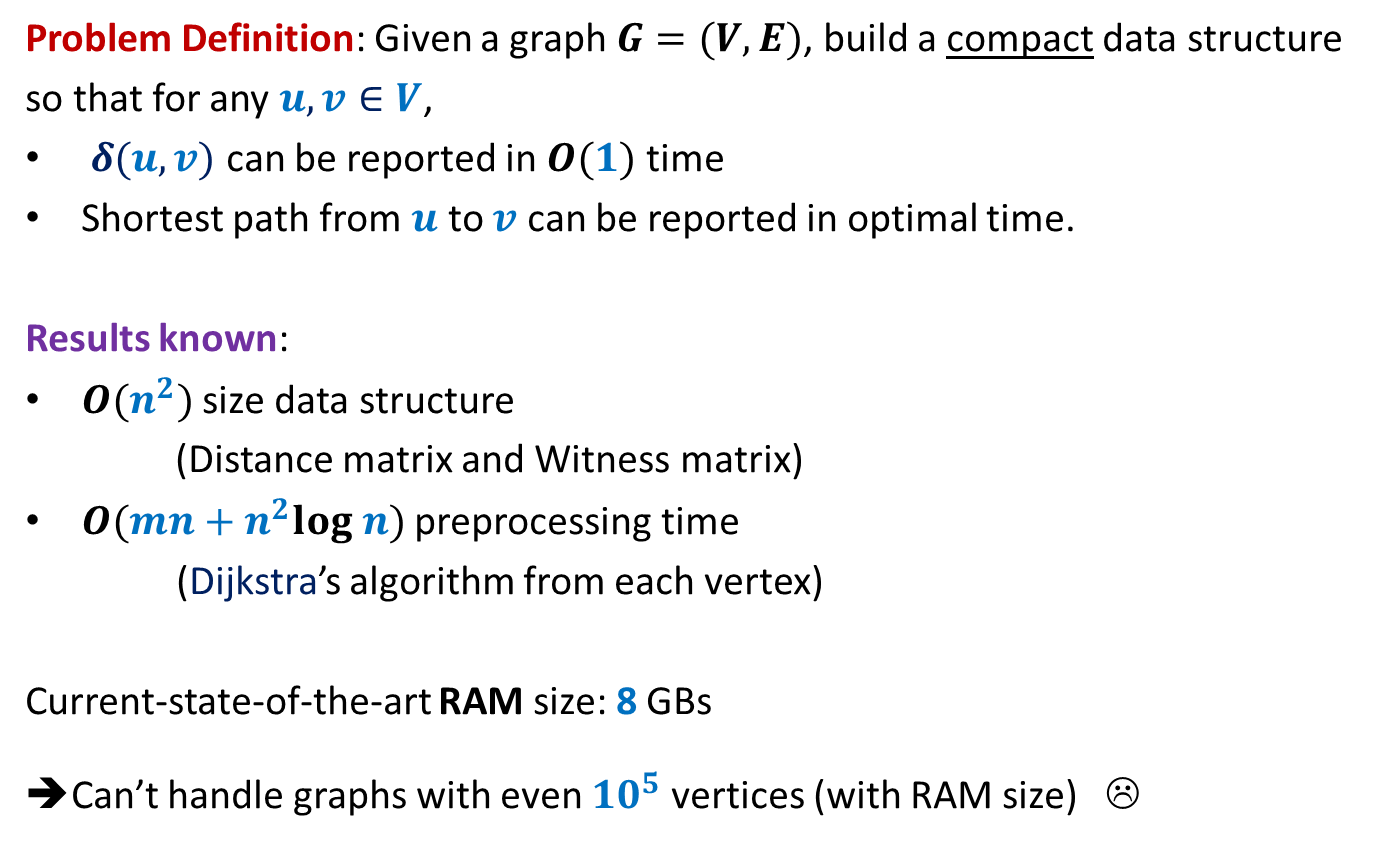 Problem Definition: Given a graph G = (V, E), build a compact data structure
so that for any u, v ∈ V,
• δ(u, v) can be reported in O(1) time
• Shortest path from u to v can be reported in optimal time.
Results known:
• O(n²) size data structure
(Distance matrix and Witness matrix)
• O(mn + n² log n) preprocessing time
(Dijkstra’s algorithm from each vertex)
Current-state-of-the-art RAM size: 8 GBs
➔Can’t handle graphs with even 10⁵ vertices (with RAM size) ☹